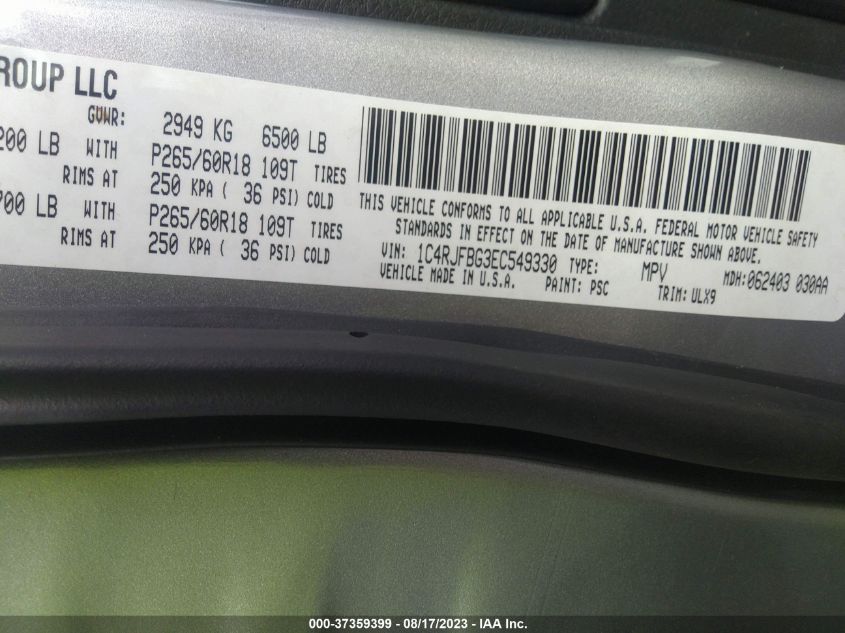 ROUP LLC
GVWR: 2949 KG 6500 LB
200 LB WITH P265/60R18 109T TIRES
RIMS AT 250 KPA ( 36 PSI) COLD
700 LB WITH P265/60R18 109T TIRES
RIMS AT 250 KPA ( 36 PSI) COLD
THIS VEHICLE CONFORMS TO ALL APPLICABLE U.S.A. FEDERAL MOTOR VEHICLE SAFETY
STANDARDS IN EFFECT ON THE DATE OF MANUFACTURE SHOWN ABOVE.
VIN: 1C4RJFBG3EC549330 TYPE: MPV MDH:062403 030AA
VEHICLE MADE IN U.S.A. PAINT: PSC TRIM: ULX9
000-37359399 - 08/17/2023 - IAA Inc.